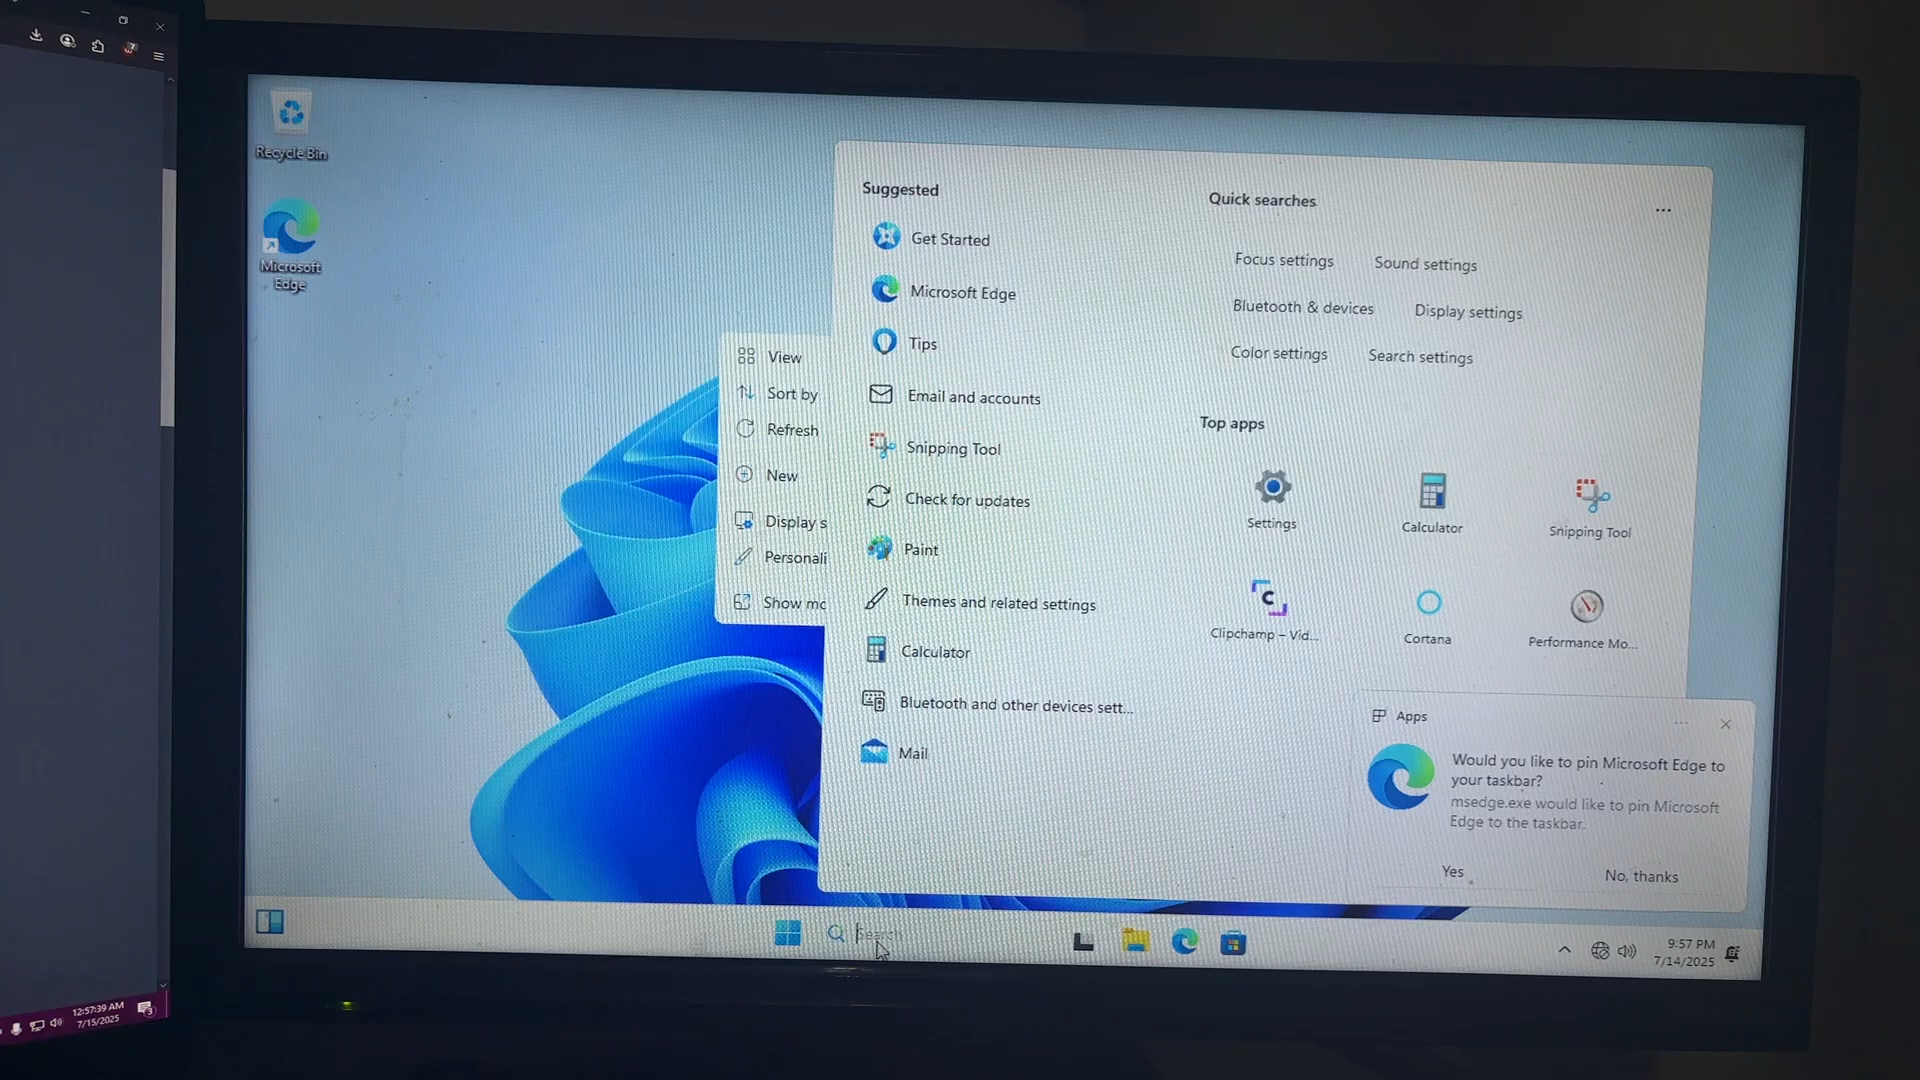 Recycle Bin
Microsoft
Edge
View
Sort by
Refresh
New
Display s
Personali
Show mo
Suggested
Get Started
Microsoft Edge
Tips
Email and accounts
Snipping Tool
Check for updates
Paint
Themes and related settings
Calculator
Bluetooth and other devices sett...
Mail
Quick searches
...
Focus settings
Sound settings
Bluetooth & devices
Display settings
Color settings
Search settings
Top apps
Settings
Calculator
Snipping Tool
Clipchamp – Vid...
Cortana
Performance Mo...
Apps
...
Would you like to pin Microsoft Edge to
your taskbar?
msedge.exe would like to pin Microsoft
Edge to the taskbar.
Yes
No, thanks
Search
9:57 PM
7/14/2025
12:57:39 AM
7/15/2025
3
7